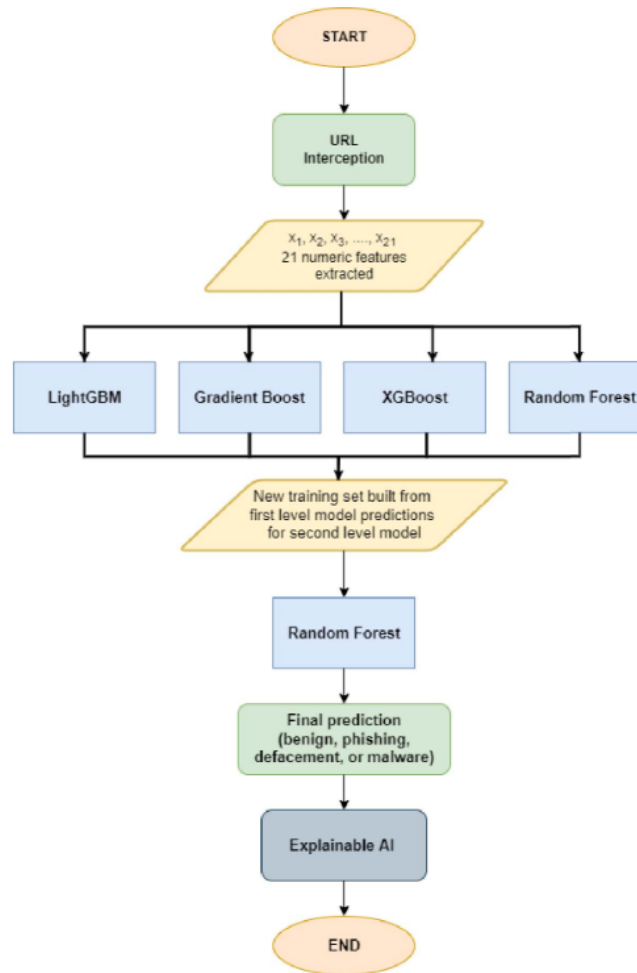 START
URL
Interception
x1, x2, x3, ...., x21
21 numeric features
extracted
LightGBM
Gradient Boost
XGBoost
Random Forest
New training set built from
first level model predictions
for second level model
Random Forest
Final prediction
(benign, phishing,
defacement, or malware)
Explainable AI
END